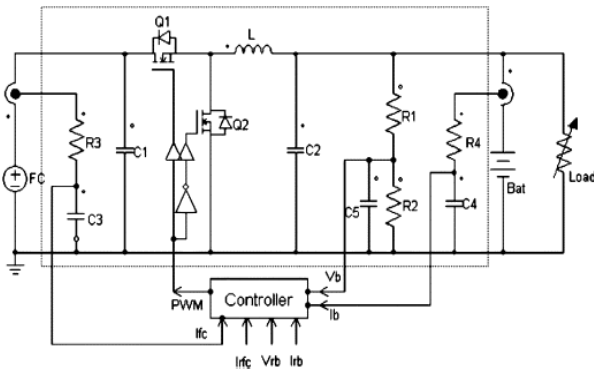 Q1
L
R1
R3
Q2
R4
C1
C2
FC
C3
C5
R2
C4
Bat
Load
Vb
PWM
Controller
Ib
Ifc
Irfc
Vrb
Irb